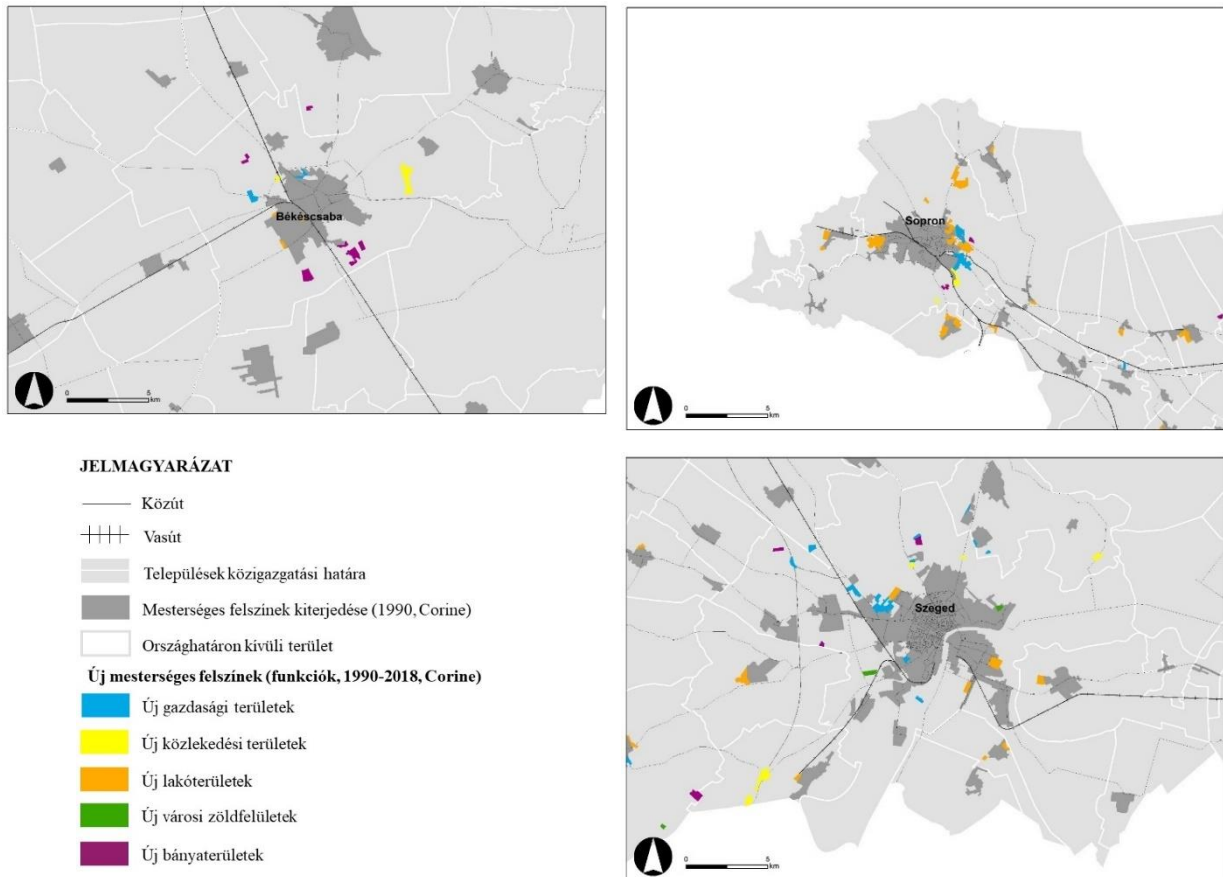 Békéscsaba
0 5
km
Sopron
0 5
km
JELMAGYARÁZAT
Közút
Vasút
Települések közigazgatási határa
Mesterséges felszínek kiterjedése (1990, Corine)
Országhatáron kívüli terület
Új mesterséges felszínek (funkciók, 1990-2018, Corine)
Új gazdasági területek
Új közlekedési területek
Új lakóterületek
Új városi zöldfelületek
Új bányaterületek
Szeged
0 5
km